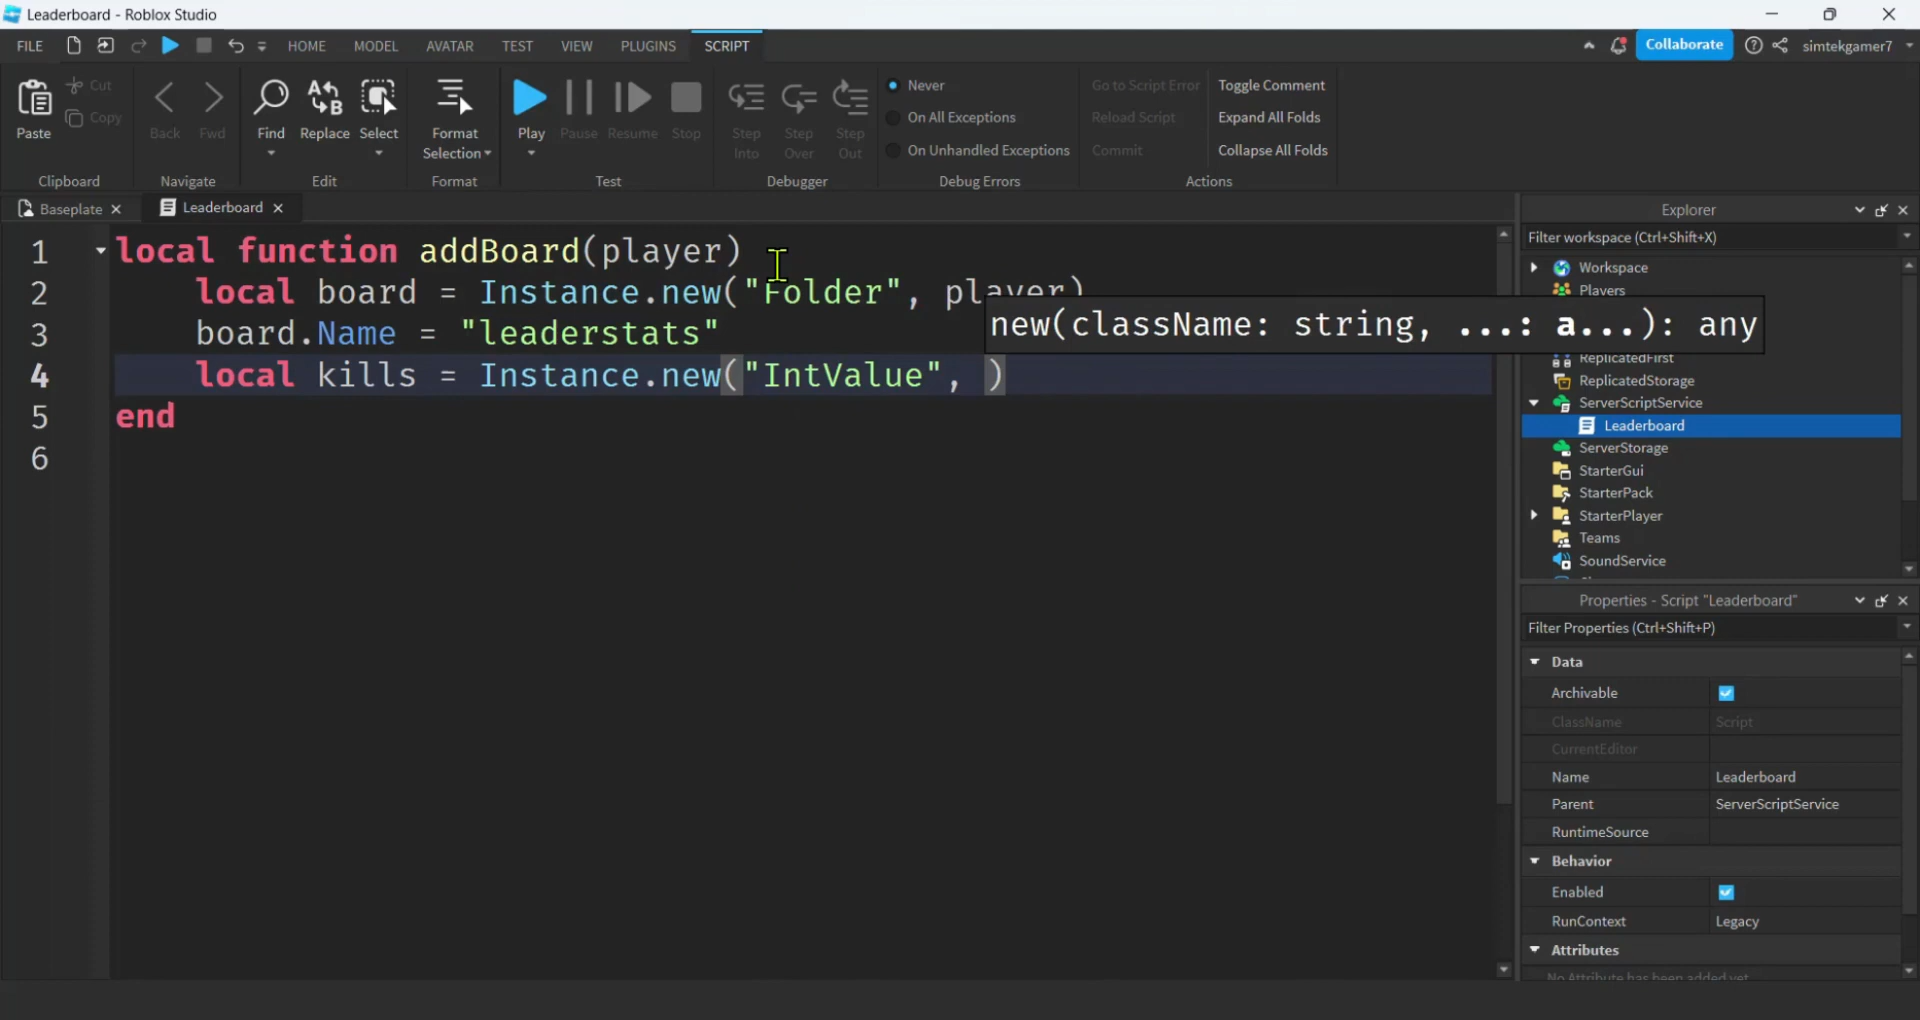 Leaderboard - Roblox Studio
FILE HOME MODEL AVATAR TEST VIEW PLUGINS SCRIPT Collaborate simtekgamer7
Paste Cut Copy Clipboard
Back Fwd Navigate
Find Replace Select Edit
Format Selection Format
Play Pause Resume Stop Test
Step Into Step Over Step Out Debugger
Never
On All Exceptions
On Unhandled Exceptions
Debug Errors
Go to Script Error
Reload Script
Commit
Toggle Comment
Expand All Folds
Collapse All Folds
Actions
Baseplate Leaderboard
1 local function addBoard(player)
2 local board = Instance.new("Folder", player)
3 board.Name = "leaderstats"
4 local kills = Instance.new("IntValue", )
5 end
6
new(className: string, ...: a...): any
Explorer
Filter workspace (Ctrl+Shift+X)
Workspace
Players
ReplicatedFirst
ReplicatedStorage
ServerScriptService
Leaderboard
ServerStorage
StarterGui
StarterPack
StarterPlayer
Teams
SoundService
Properties - Script "Leaderboard"
Filter Properties (Ctrl+Shift+P)
Data
Archivable
ClassName Script
CurrentEditor
Name Leaderboard
Parent ServerScriptService
RuntimeSource
Behavior
Enabled
RunContext Legacy
Attributes
No Attribute has been added yet